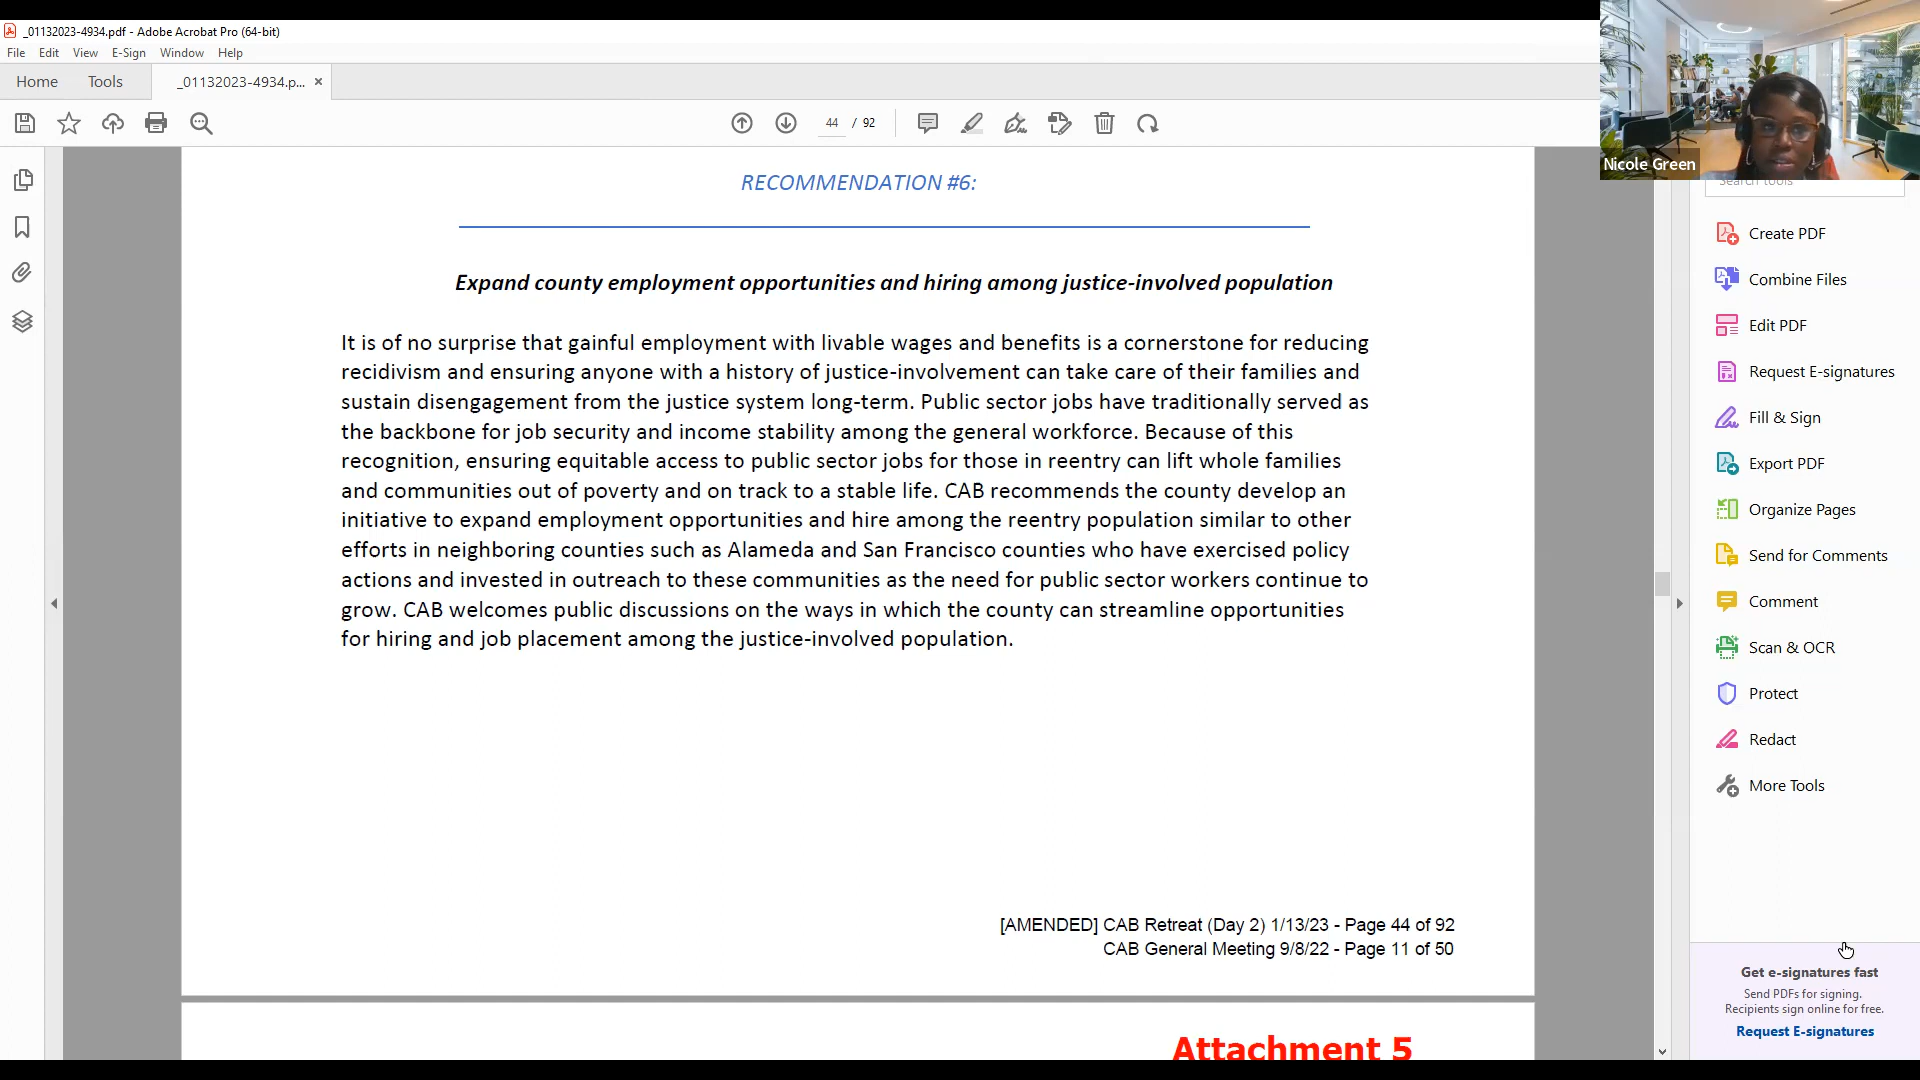 _01132023-4934.pdf - Adobe Acrobat Pro (64-bit)
File Edit View E-Sign Window Help
Home Tools _01132023-4934.p... ×
44 / 92
Nicole Green
Search tools
RECOMMENDATION #6:
Expand county employment opportunities and hiring among justice-involved population
It is of no surprise that gainful employment with livable wages and benefits is a cornerstone for reducing
recidivism and ensuring anyone with a history of justice-involvement can take care of their families and
sustain disengagement from the justice system long-term. Public sector jobs have traditionally served as
the backbone for job security and income stability among the general workforce. Because of this
recognition, ensuring equitable access to public sector jobs for those in reentry can lift whole families
and communities out of poverty and on track to a stable life. CAB recommends the county develop an
initiative to expand employment opportunities and hire among the reentry population similar to other
efforts in neighboring counties such as Alameda and San Francisco counties who have exercised policy
actions and invested in outreach to these communities as the need for public sector workers continue to
grow. CAB welcomes public discussions on the ways in which the county can streamline opportunities
for hiring and job placement among the justice-involved population.
[AMENDED] CAB Retreat (Day 2) 1/13/23 - Page 44 of 92
CAB General Meeting 9/8/22 - Page 11 of 50
Attachment 5
Create PDF
Combine Files
Edit PDF
Request E-signatures
Fill & Sign
Export PDF
Organize Pages
Send for Comments
Comment
Scan & OCR
Protect
Redact
More Tools
Get e-signatures fast
Send PDFs for signing.
Recipients sign online for free.
Request E-signatures